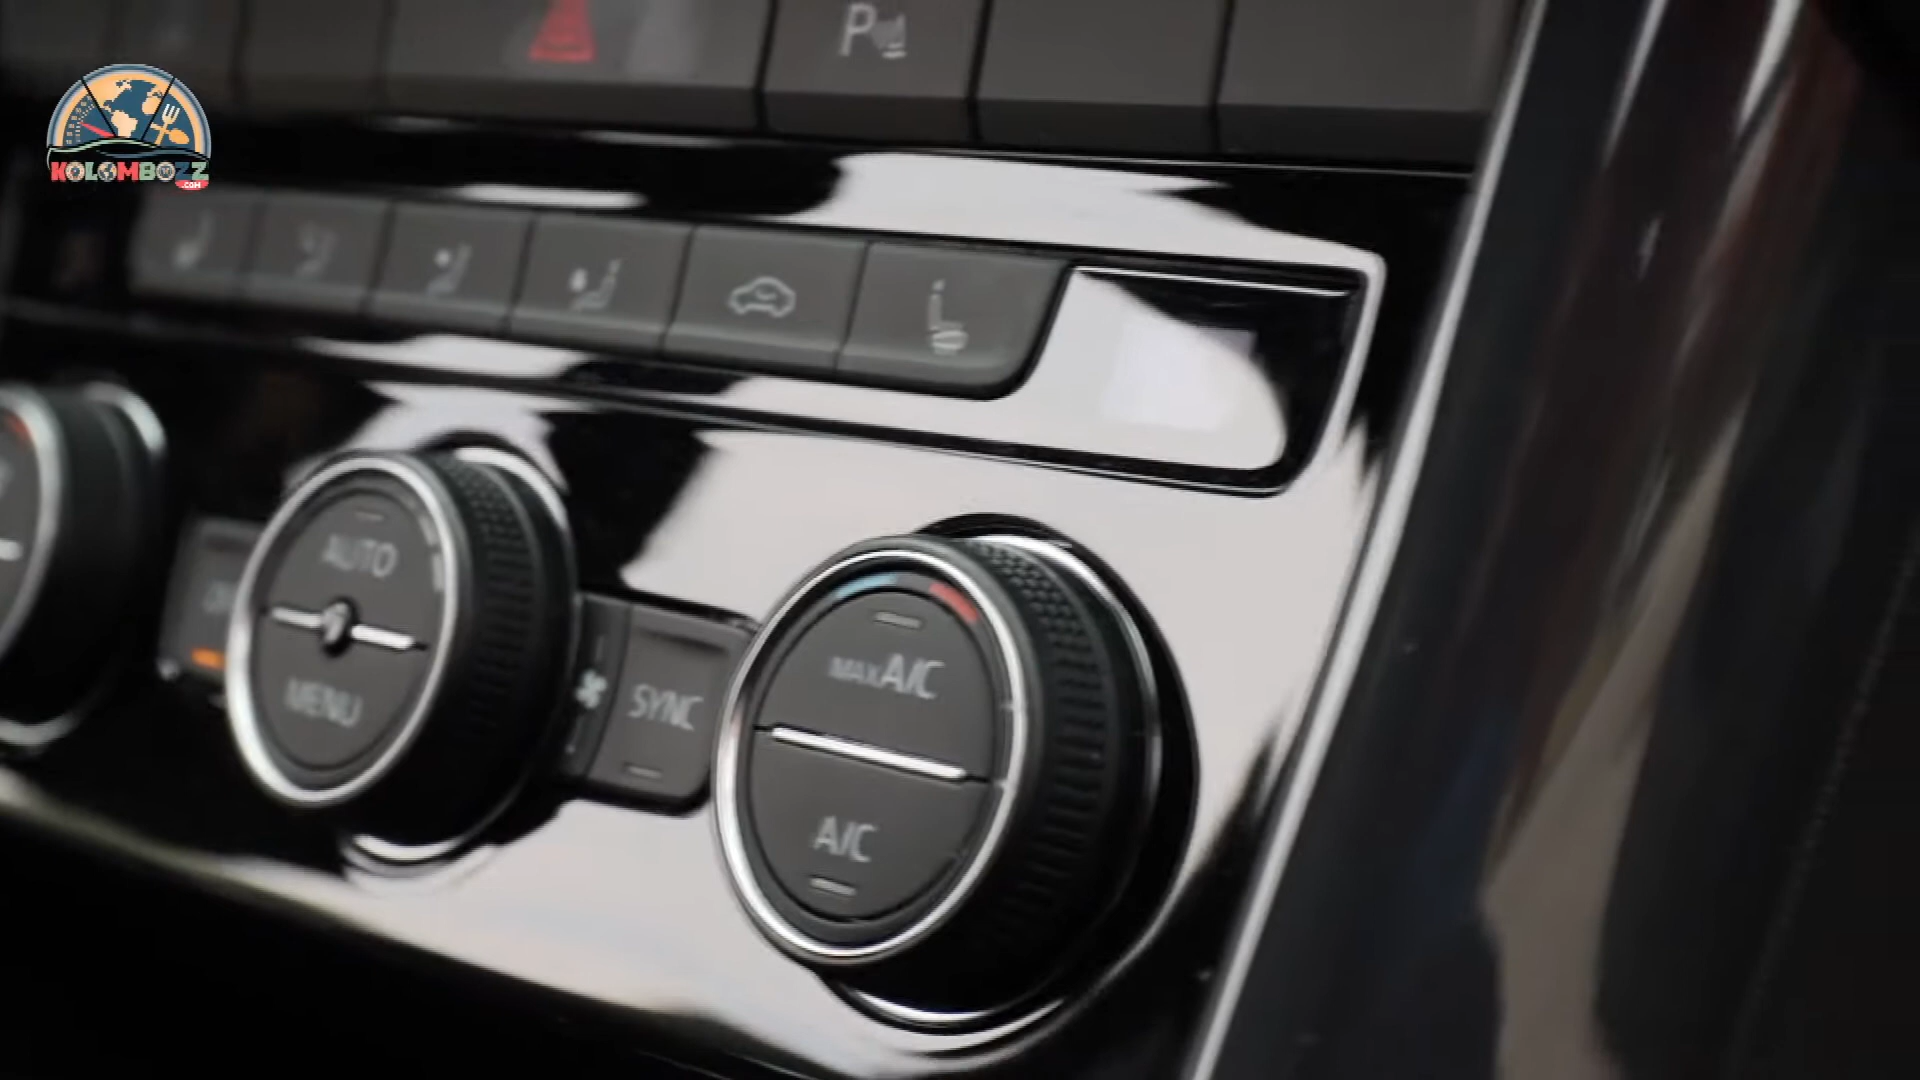 P
KOLOMBOZZ
.COM
AUTO
MENU
SYNC
MAX A/C
A/C